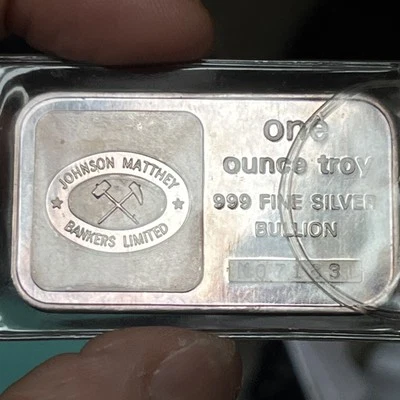 JOHNSON MATTHEY
BANKERS LIMITED
one
ounce troy
999 FINE SILVER
BULLION